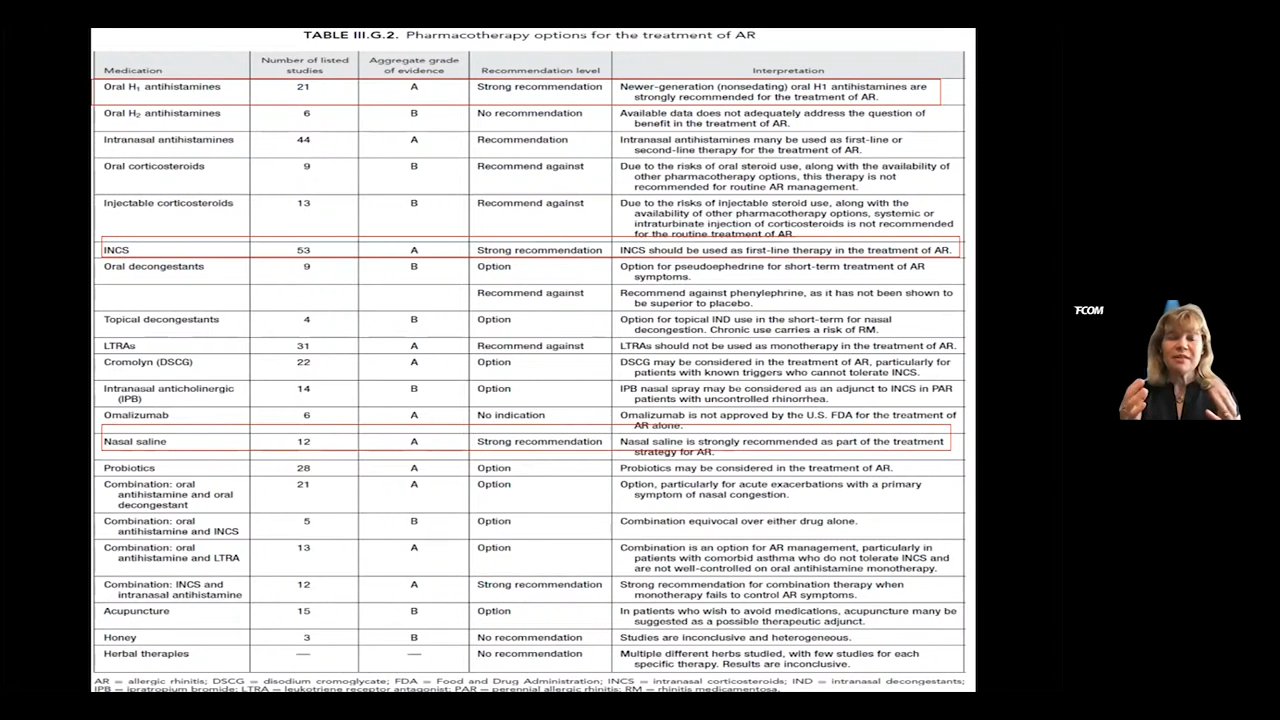 TABLE III.G.2. Pharmacotherapy options for the treatment of AR
Medication Number of listed studies Aggregate grade of evidence Recommendation level Interpretation
Oral H1 antihistamines 21 A Strong recommendation Newer-generation (nonsedating) oral H1 antihistamines are
strongly recommended for the treatment of AR.
Oral H2 antihistamines 6 B No recommendation Available data does not adequately address the question of
benefit in the treatment of AR.
Intranasal antihistamines 44 A Recommendation Intranasal antihistamines many be used as first-line or
second-line therapy for the treatment of AR.
Oral corticosteroids 9 B Recommend against Due to the risks of oral steroid use, along with the availability of
other pharmacotherapy options, this therapy is not
recommended for routine AR management.
Injectable corticosteroids 13 B Recommend against Due to the risks of injectable steroid use, along with the
availability of other pharmacotherapy options, systemic or
intraturbinate injection of corticosteroids is not recommended
for the routine treatment of AR.
INCS 53 A Strong recommendation INCS should be used as first-line therapy in the treatment of AR.
Oral decongestants 9 B Option Option for pseudoephedrine for short-term treatment of AR
symptoms.
Recommend against Recommend against phenylephrine, as it has not been shown to
be superior to placebo.
Topical decongestants 4 B Option Option for topical IND use in the short-term for nasal
decongestion. Chronic use carries a risk of RM.
LTRAs 31 A Recommend against LTRAs should not be used as monotherapy in the treatment of AR.
Cromolyn (DSCG) 22 A Option DSCG may be considered in the treatment of AR, particularly for
patients with known triggers who cannot tolerate INCS.
Intranasal anticholinergic 14 B Option IPB nasal spray may be considered as an adjunct to INCS in PAR
(IPB) patients with uncontrolled rhinorrhea.
Omalizumab 6 A No indication Omalizumab is not approved by the U.S. FDA for the treatment of
AR alone.
Nasal saline 12 A Strong recommendation Nasal saline is strongly recommended as part of the treatment
strategy for AR.
Probiotics 28 A Option Probiotics may be considered in the treatment of AR.
Combination: oral 21 A Option Option, particularly for acute exacerbations with a primary
antihistamine and oral symptom of nasal congestion.
decongestant
Combination: oral 5 B Option Combination equivocal over either drug alone.
antihistamine and INCS
Combination: oral 13 A Option Combination is an option for AR management, particularly in
antihistamine and LTRA patients with comorbid asthma who do not tolerate INCS and
are not well-controlled on oral antihistamine monotherapy.
Combination: INCS and 12 A Strong recommendation Strong recommendation for combination therapy when
intranasal antihistamine monotherapy fails to control AR symptoms.
Acupuncture 15 B Option In patients who wish to avoid medications, acupuncture many be
suggested as a possible therapeutic adjunct.
Honey 3 B No recommendation Studies are inconclusive and heterogeneous.
Herbal therapies — — No recommendation Multiple different herbs studied, with few studies for each
specific therapy. Results are inconclusive.
AR = allergic rhinitis; DSCG = disodium cromoglycate; FDA = Food and Drug Administration; INCS = intranasal corticosteroids; IND = intranasal decongestants;
IPB = ipratropium bromide; LTRA = leukotriene receptor antagonist; PAR = perennial allergic rhinitis; RM = rhinitis medicamentosa.
TCOM